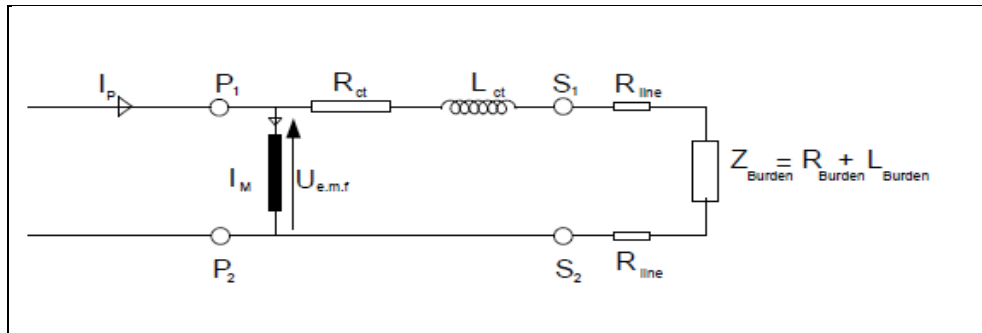 I_P P_1 R_ct L_ct S_1 R_line
I_M U_e.m.f Z_Burden = R_Burden + L_Burden
P_2 S_2 R_line